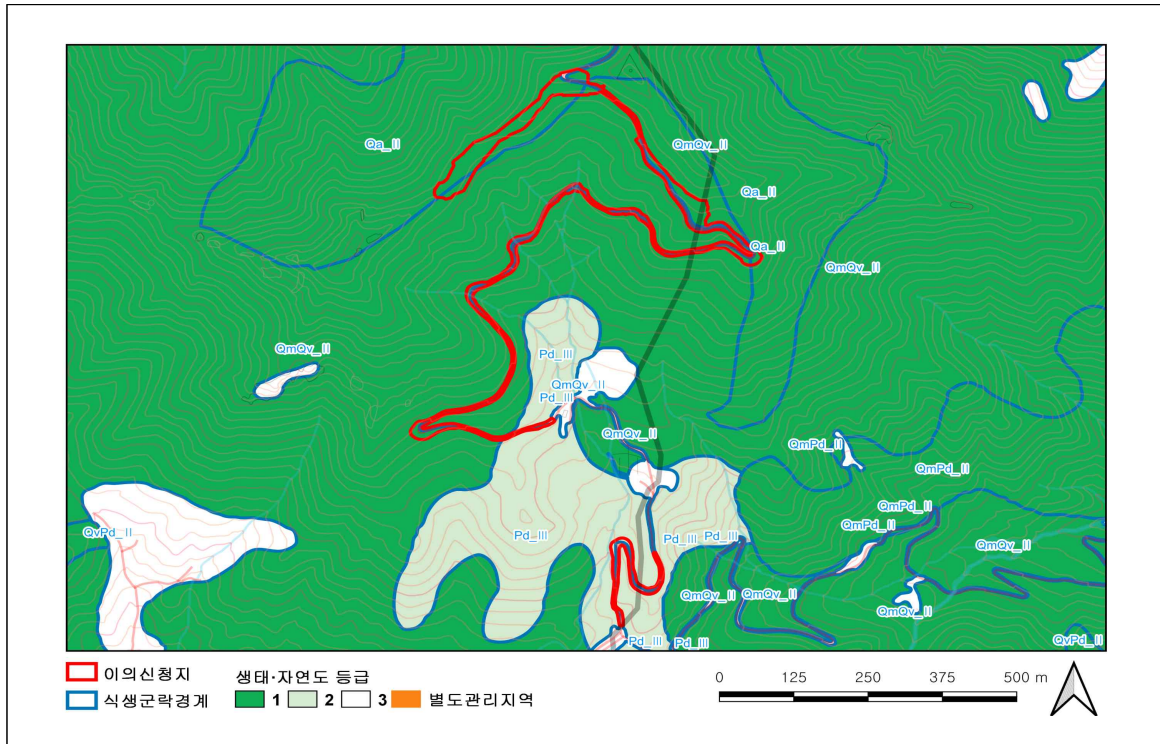 Qa_II
QmQv_II
Qa_II
Qa_II
QmQv_II
QmQv_II
Pd_III
QmQv_II
Pd_III
QmQv_II
QmPd_II
QmPd_II
QmPd_II
QvPd_II
Pd_III
Pd_III
Pd_III
QmPd_II
QmQv_II
QmQv_II
QmQv_II
QmQv_II
Pd_III
Pd_III
QvPd_II
이의신청지
식생군락경계
생태·자연도 등급
1 2 3 별도관리지역
0 125 250 375 500 m